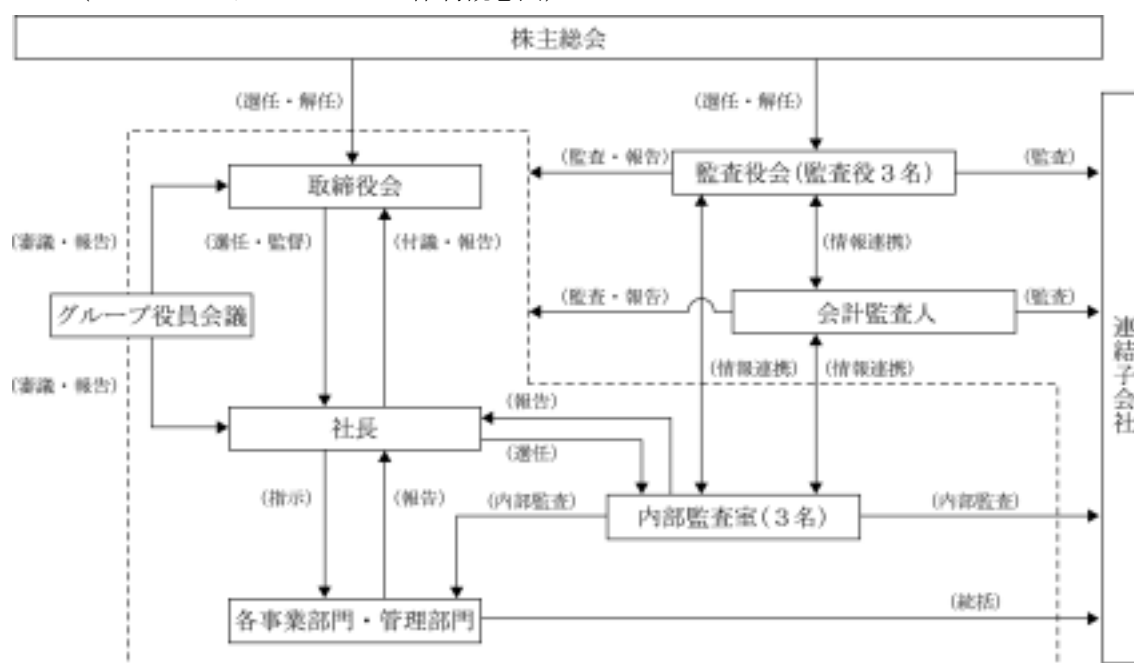 株主総会
(選任・解任)
(選任・解任)
(監査・報告)
監査役会(監査役3名)
(監査)
取締役会
(審議・報告)
(選任・監督)
(付議・報告)
(情報連携)
グループ役員会議
(監査・報告)
会計監査人
(監査)
連結子会社
(審議・報告)
(情報連携)
(情報連携)
社長
(報告)
(選任)
(指示)
(報告)
(内部監査)
内部監査室(3名)
(内部監査)
各事業部門・管理部門
(統括)